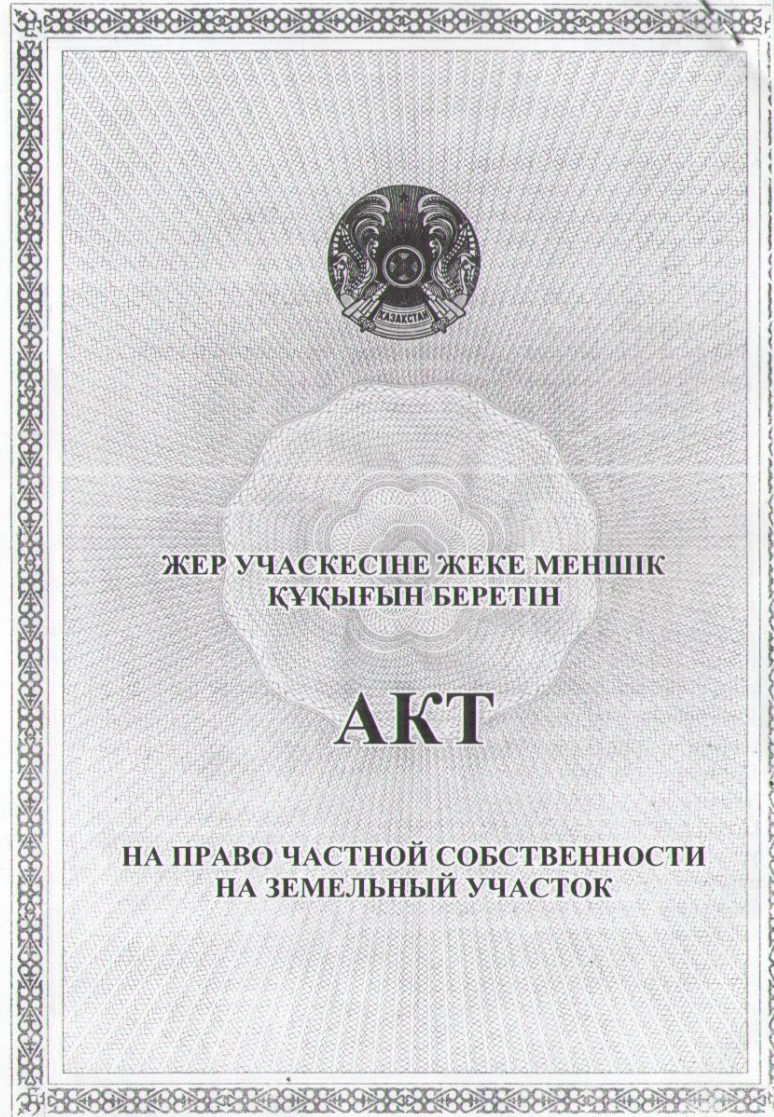 ҚАЗАҚСТАН
ЖЕР УЧАСКЕСІНЕ ЖЕКЕ МЕНШІК
ҚҰҚЫҒЫН БЕРЕТІН
АКТ
НА ПРАВО ЧАСТНОЙ СОБСТВЕННОСТИ
НА ЗЕМЕЛЬНЫЙ УЧАСТОК